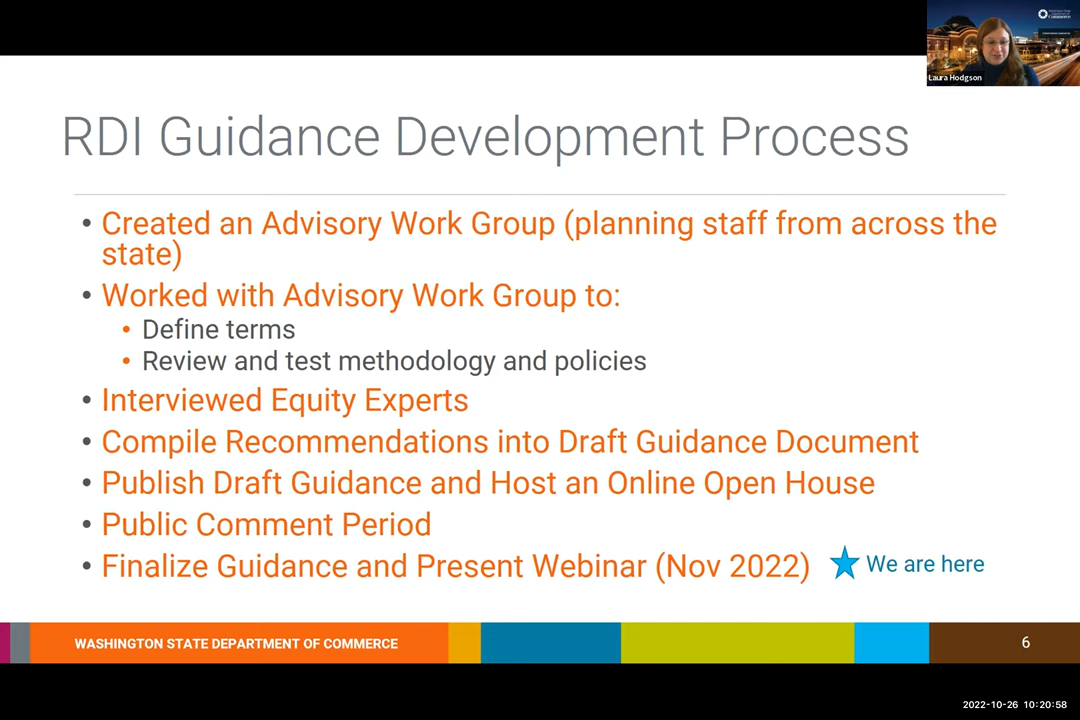 Laura Hodgson
RDI Guidance Development Process
• Created an Advisory Work Group (planning staff from across the
state)
• Worked with Advisory Work Group to:
• Define terms
• Review and test methodology and policies
• Interviewed Equity Experts
• Compile Recommendations into Draft Guidance Document
• Publish Draft Guidance and Host an Online Open House
• Public Comment Period
• Finalize Guidance and Present Webinar (Nov 2022) We are here
WASHINGTON STATE DEPARTMENT OF COMMERCE 6
2022-10-26 10:20:58